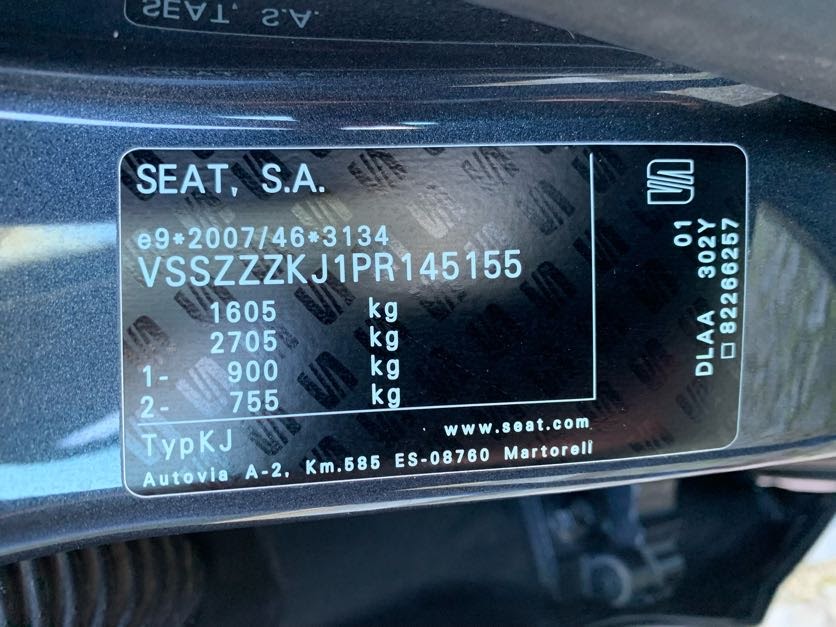 SEAT, S.A.
SEAT, S.A.
e9*2007/46*3134
VSSZZZKJ1PR145155
1605 kg
2705 kg
1- 900 kg
2- 755 kg
TypKJ
www.seat.com
Autovia A-2, Km.585 ES-08760 Martorell
01
DLAA 302Y
□ 82266257